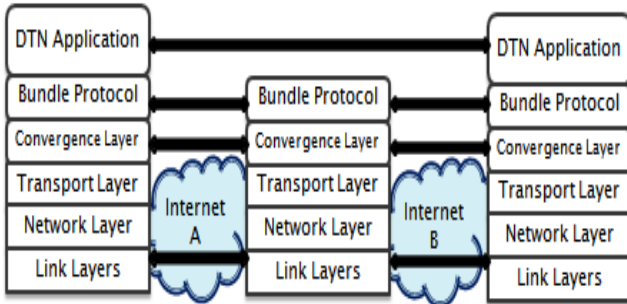 DTN Application
Bundle Protocol
Convergence Layer
Transport Layer
Network Layer
Link Layers
Internet
A
Bundle Protocol
Convergence Layer
Transport Layer
Network Layer
Link Layers
Internet
B
DTN Application
Bundle Protocol
Convergence Layer
Transport Layer
Network Layer
Link Layers